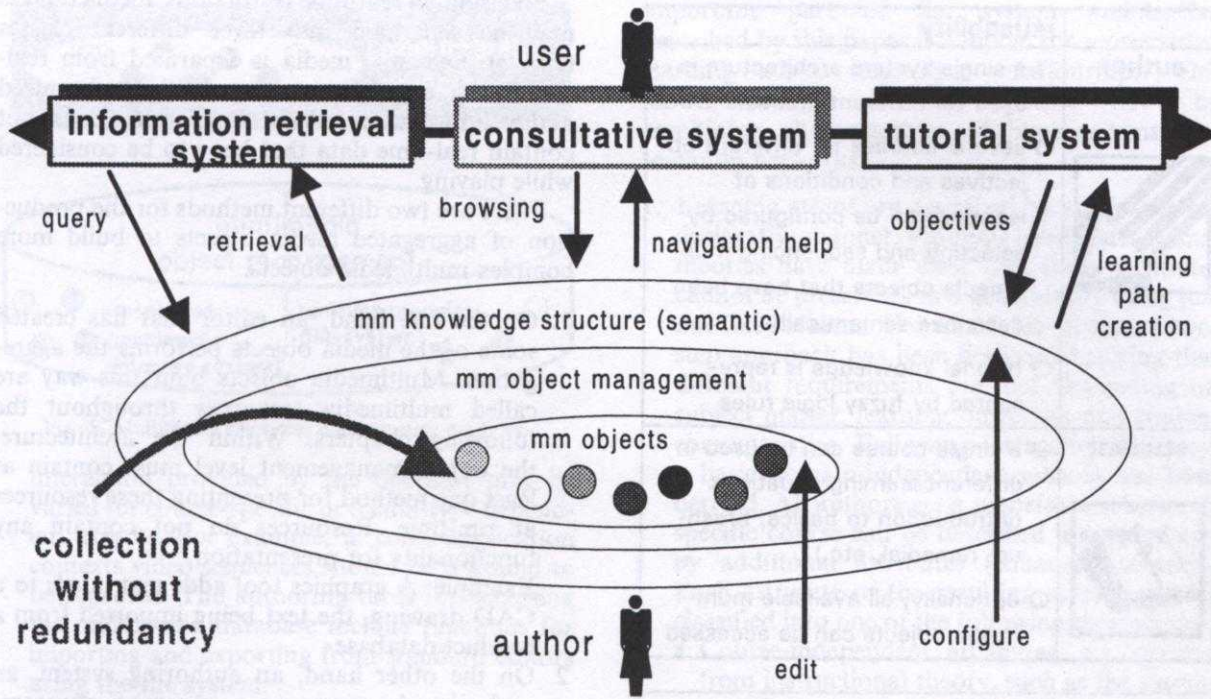 user
information retrieval system
consultative system
tutorial system
query
retrieval
browsing
navigation help
objectives
learning
path
creation
mm knowledge structure (semantic)
mm object management
mm objects
collection
without
redundancy
author
edit
configure